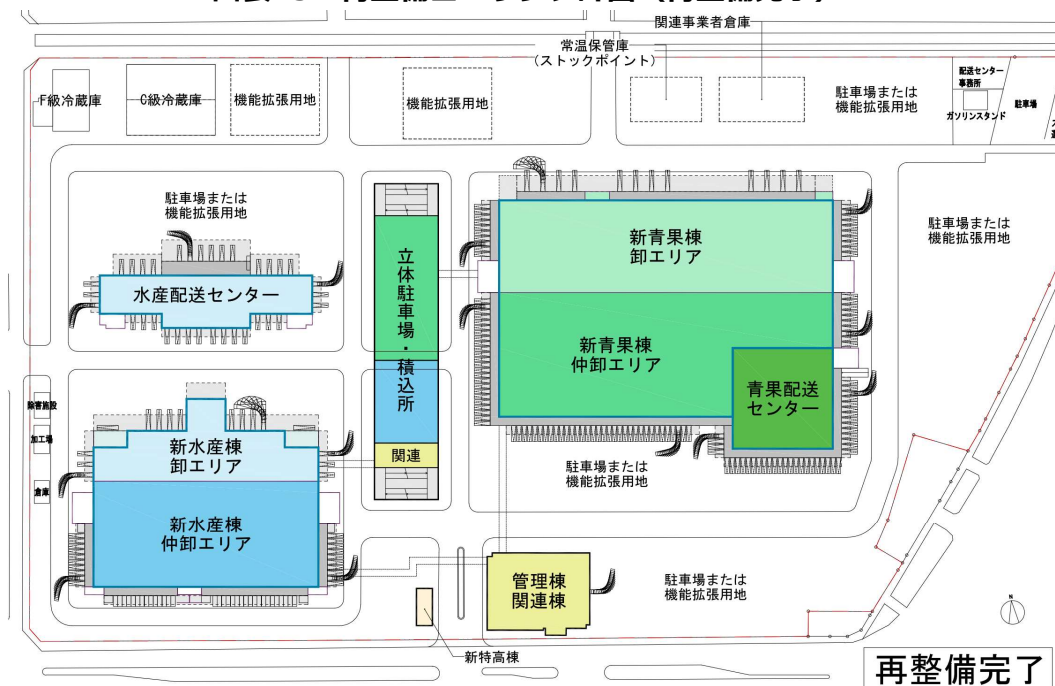 関連事業者倉庫
常温保管庫
(ストックポイント)
F級冷蔵庫
C級冷蔵庫
機能拡張用地
機能拡張用地
駐車場または
機能拡張用地
配送センター
事務所
ガソリンスタンド
駐車場
駐車場または
機能拡張用地
水産配送センター
立体駐車場・積込所
関連
新青果棟
卸エリア
新青果棟
仲卸エリア
青果配送
センター
駐車場または
機能拡張用地
除害施設
加工場
倉庫
新水産棟
卸エリア
新水産棟
仲卸エリア
駐車場または
機能拡張用地
管理棟
関連棟
駐車場または
機能拡張用地
新特高棟
N
再整備完了